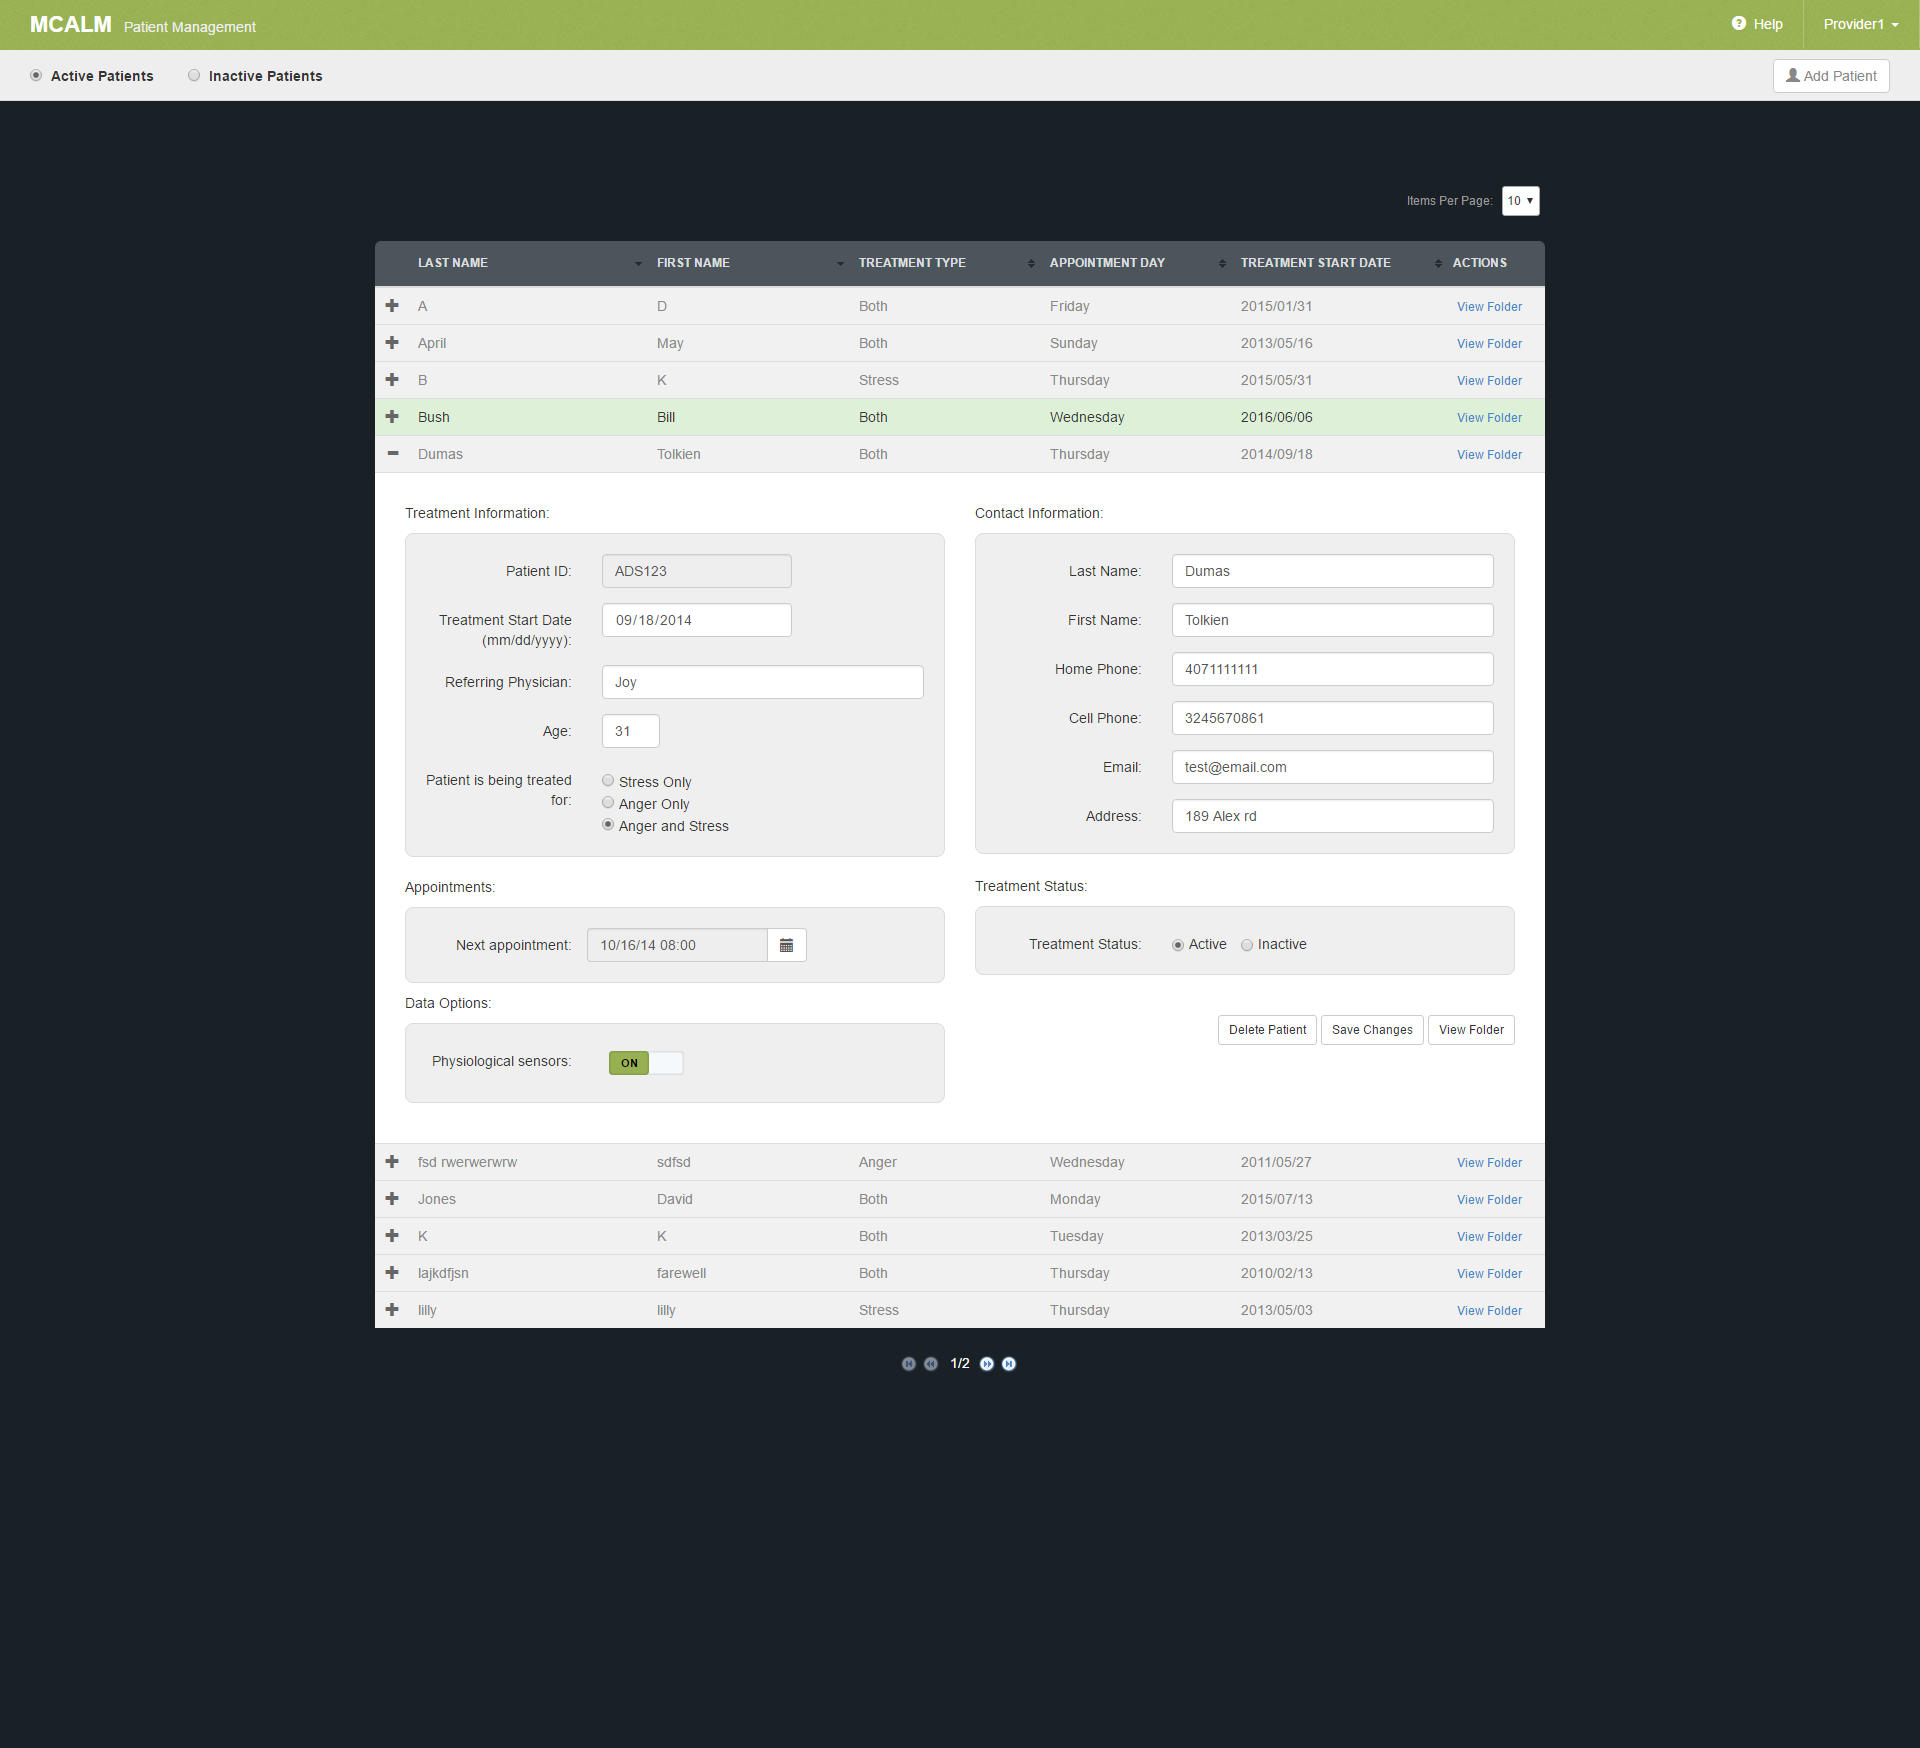 MCALM Patient Management Help Provider1
Active Patients Inactive Patients Add Patient
Items Per Page: 10
LAST NAME FIRST NAME TREATMENT TYPE APPOINTMENT DAY TREATMENT START DATE ACTIONS
A D Both Friday 2015/01/31 View Folder
April May Both Sunday 2013/05/16 View Folder
B K Stress Thursday 2015/05/31 View Folder
Bush Bill Both Wednesday 2016/06/06 View Folder
Dumas Tolkien Both Thursday 2014/09/18 View Folder
Treatment Information:
Patient ID: ADS123
Treatment Start Date
(mm/dd/yyyy): 09/18/2014
Referring Physician: Joy
Age: 31
Patient is being treated
for:
Stress Only
Anger Only
Anger and Stress
Contact Information:
Last Name: Dumas
First Name: Tolkien
Home Phone: 4071111111
Cell Phone: 3245670861
Email: test@email.com
Address: 189 Alex rd
Appointments:
Next appointment: 10/16/14 08:00
Treatment Status:
Treatment Status: Active Inactive
Data Options:
Physiological sensors: ON
Delete Patient Save Changes View Folder
fsd rwerwerwrw sdfsd Anger Wednesday 2011/05/27 View Folder
Jones David Both Monday 2015/07/13 View Folder
K K Both Tuesday 2013/03/25 View Folder
lajkdfjsn farewell Both Thursday 2010/02/13 View Folder
lilly lilly Stress Thursday 2013/05/03 View Folder
1/2